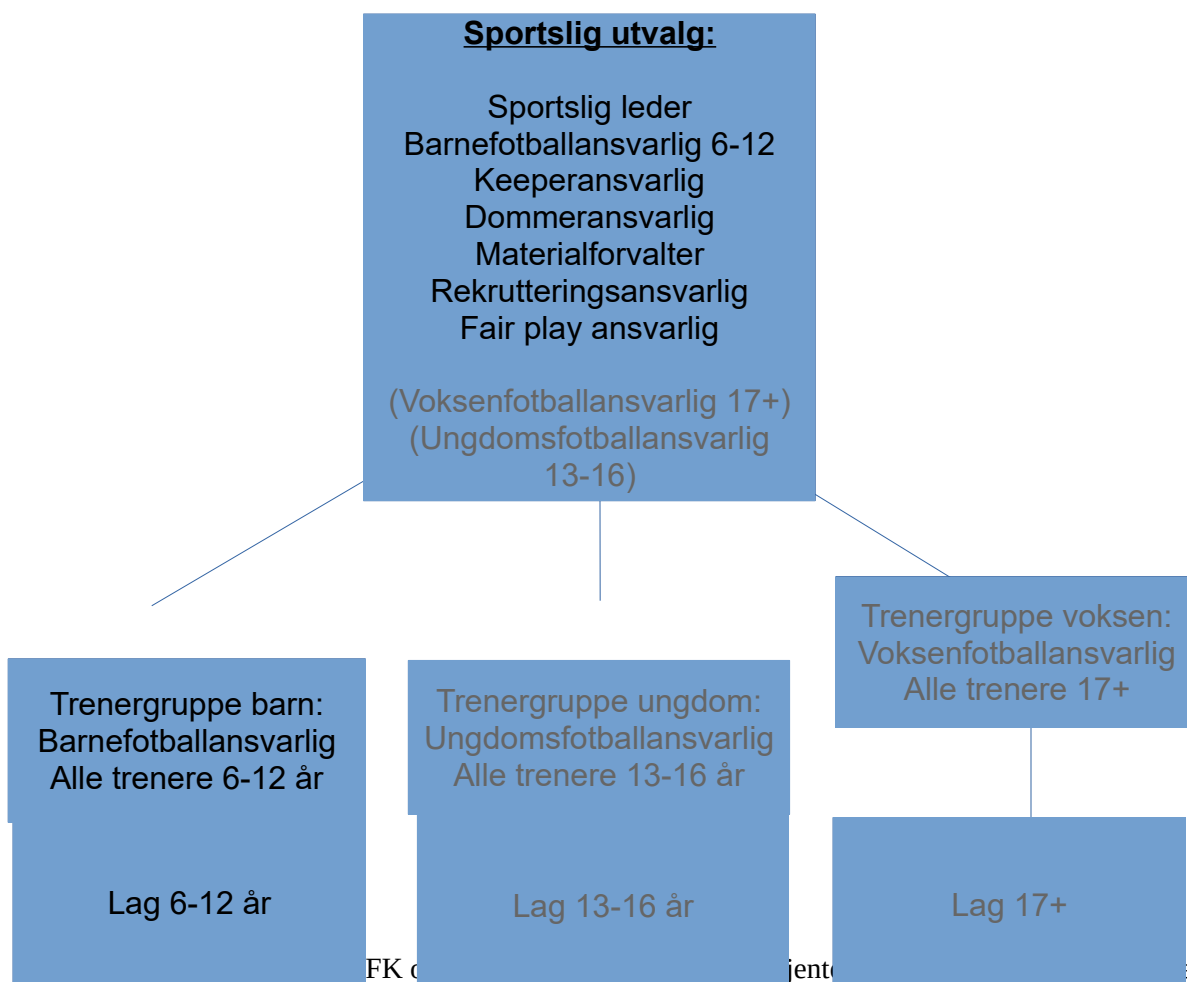 Sportslig utvalg:
Sportslig leder
Barnefotballansvarlig 6-12
Keeperansvarlig
Dommeransvarlig
Materialforvalter
Rekrutteringsansvarlig
Fair play ansvarlig
(Voksenfotballansvarlig 17+)
(Ungdomsfotballansvarlig
13-16)
Trenergruppe barn:
Barnefotballansvarlig
Alle trenere 6-12 år
Trenergruppe ungdom:
Ungdomsfotballansvarlig
Alle trenere 13-16 år
Trenergruppe voksen:
Voksenfotballansvarlig
Alle trenere 17+
Lag 6-12 år
Lag 13-16 år
Lag 17+
FK